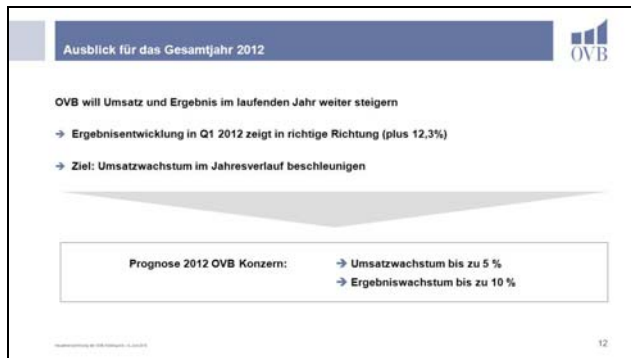 Ausblick für das Gesamtjahr 2012
OVB
OVB will Umsatz und Ergebnis im laufenden Jahr weiter steigern
→ Ergebnisentwicklung in Q1 2012 zeigt in richtige Richtung (plus 12,3%)
→ Ziel: Umsatzwachstum im Jahresverlauf beschleunigen
Prognose 2012 OVB Konzern: → Umsatzwachstum bis zu 5 %
→ Ergebniswachstum bis zu 10 %
12